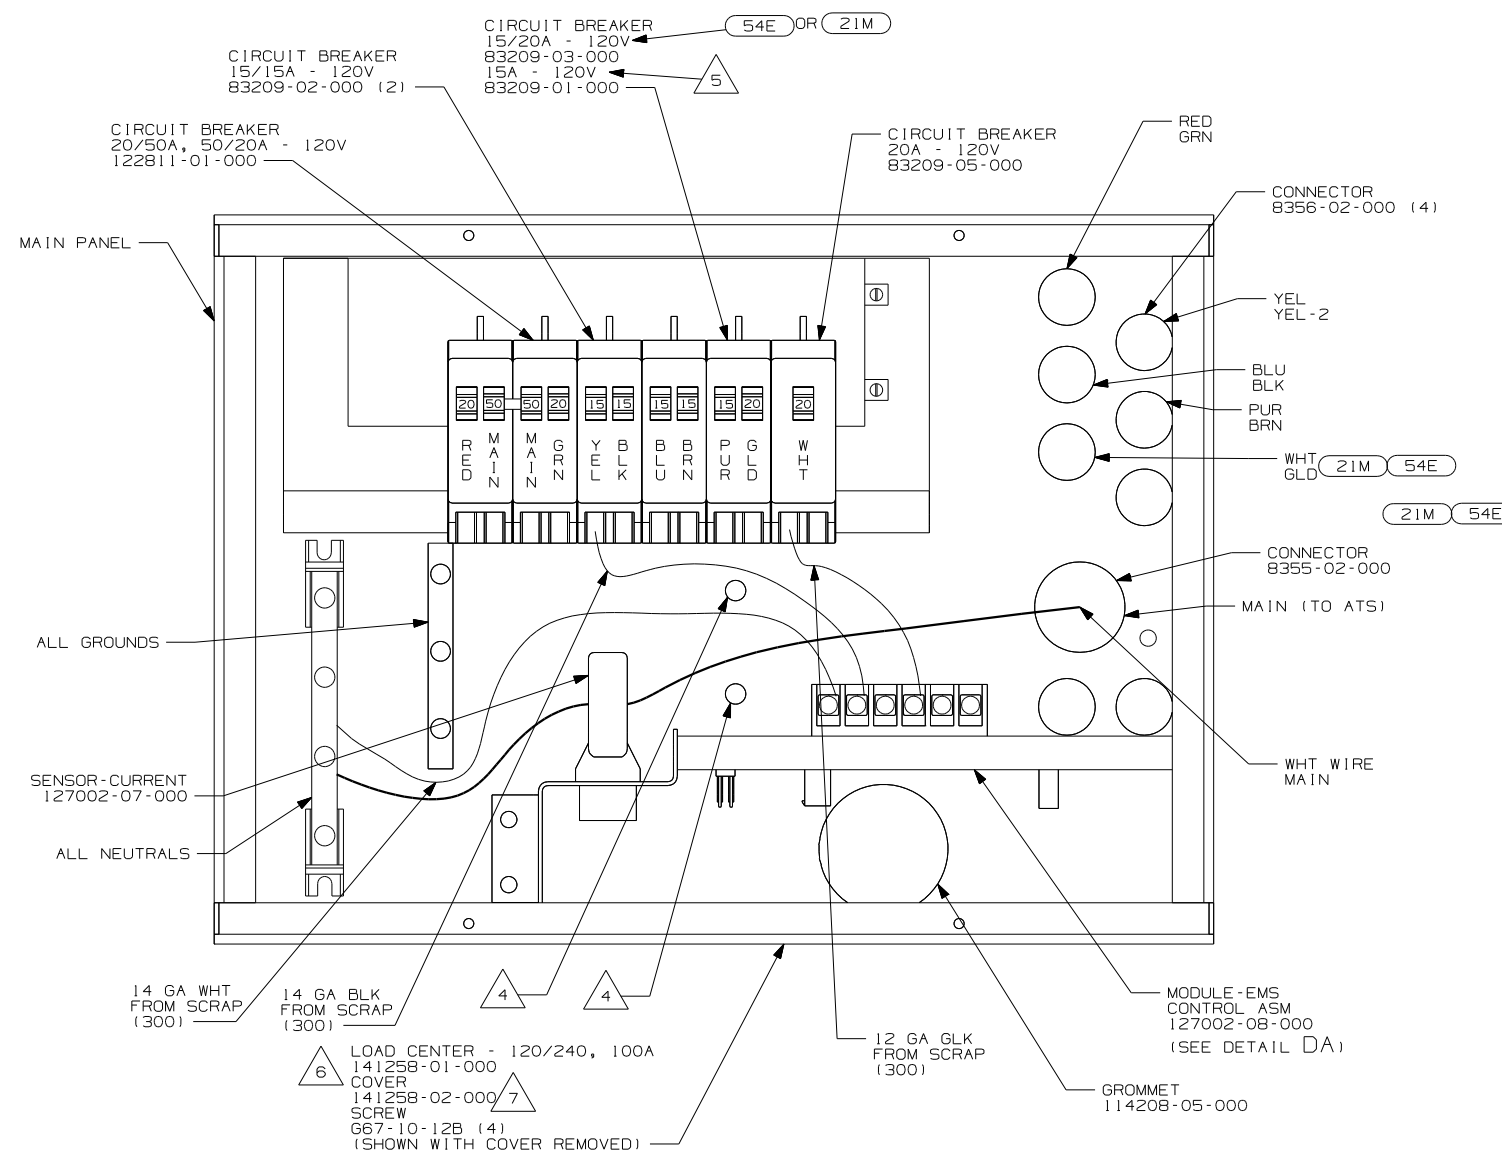 CIRCUIT BREAKER
15/20A - 120V
83209-03-000
15A - 120V
83209-01-000
54E OR 21M
5
CIRCUIT BREAKER
15/15A - 120V
83209-02-000 (2)
CIRCUIT BREAKER
20/50A, 50/20A - 120V
122811-01-000
CIRCUIT BREAKER
20A - 120V
83209-05-000
RED
GRN
CONNECTOR
8356-02-000 (4)
MAIN PANEL
YEL
YEL-2
BLU
BLK
PUR
BRN
WHT
GLD 21M 54E
21M 54E
20 50 50 20 15 15 15 15 15 20 20
RED MAIN MAIN GRN YEL BLK BLU BRN PUR GLD WHT
CONNECTOR
8355-02-000
MAIN (TO ATS)
ALL GROUNDS
SENSOR-CURRENT
127002-07-000
WHT WIRE
MAIN
ALL NEUTRALS
14 GA WHT
FROM SCRAP
(300)
14 GA BLK
FROM SCRAP
(300)
4
4
MODULE-EMS
CONTROL ASM
127002-08-000
(SEE DETAIL DA)
12 GA GLK
FROM SCRAP
(300)
GROMMET
114208-05-000
6
LOAD CENTER - 120/240, 100A
141258-01-000
COVER
141258-02-000 7
SCREW
G67-10-12B (4)
(SHOWN WITH COVER REMOVED)